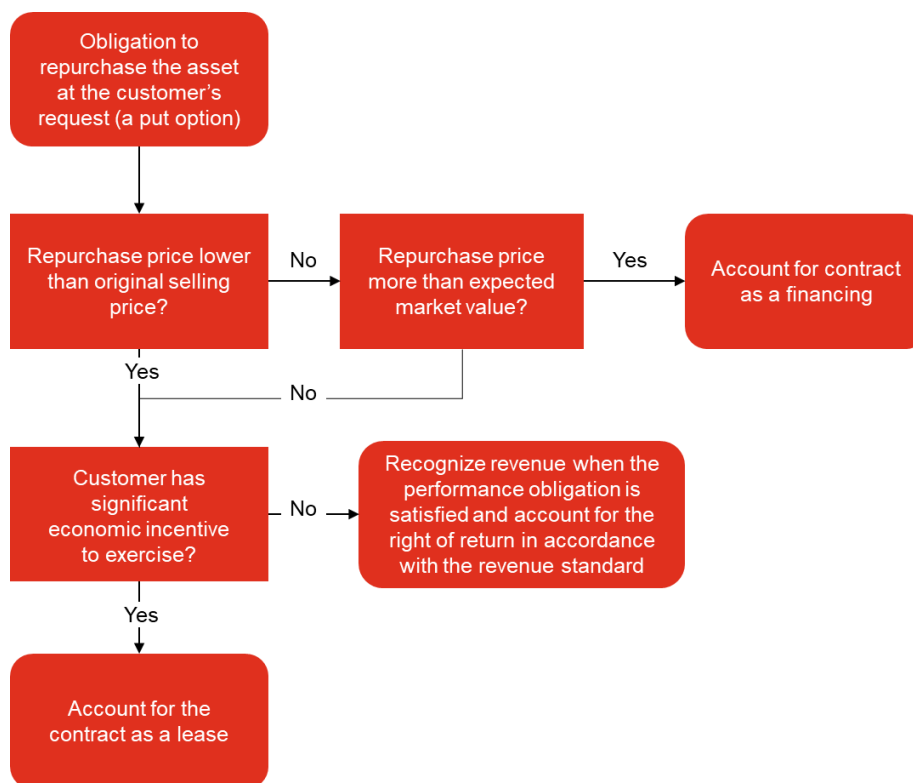 Obligation to
repurchase the asset
at the customer's
request (a put option)
Repurchase price lower
than original selling
price?
No
Repurchase price
more than expected
market value?
Yes
Account for contract
as a financing
Yes
No
Customer has
significant
economic incentive
to exercise?
No
Recognize revenue when the
performance obligation is
satisfied and account for the
right of return in accordance
with the revenue standard
Yes
Account for the
contract as a lease